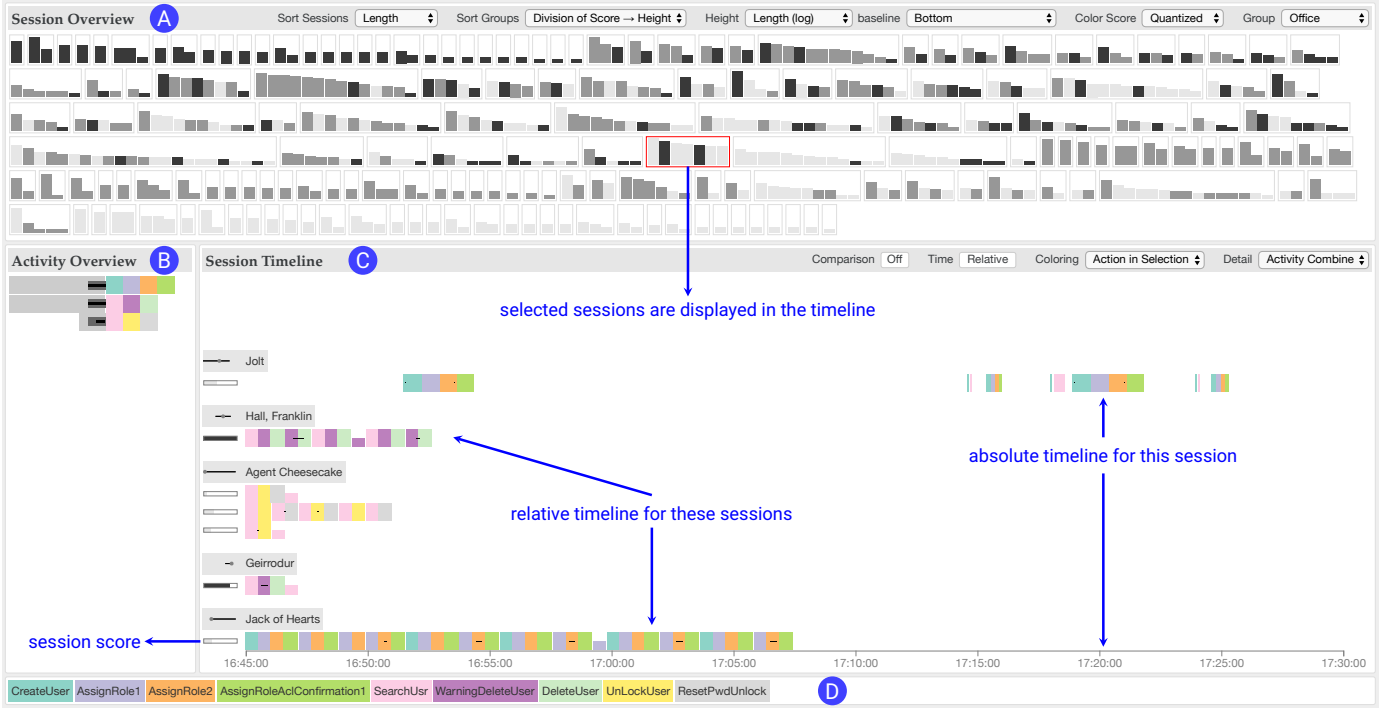 Session Overview A Sort Sessions Length Sort Groups Division of Score → Height Height Length (log) baseline Bottom Color Score Quantized Group Office
Activity Overview B
Session Timeline C Comparison Off Time Relative Coloring Action in Selection Detail Activity Combine
selected sessions are displayed in the timeline
Jolt
Hall, Franklin
absolute timeline for this session
Agent Cheesecake
relative timeline for these sessions
Geirrodur
Jack of Hearts
session score
16:45:00 16:50:00 16:55:00 17:00:00 17:05:00 17:10:00 17:15:00 17:20:00 17:25:00 17:30:00
CreateUser AssignRole1 AssignRole2 AssignRoleAclConfirmation1 SearchUsr WarningDeleteUser DeleteUser UnLockUser ResetPwdUnlock D